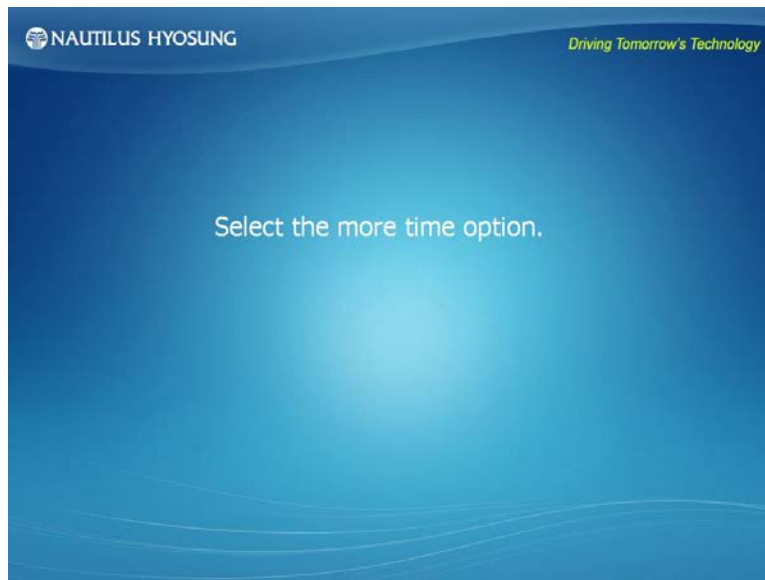 NAUTILUS HYOSUNG
Driving Tomorrow's Technology
Select the more time option.